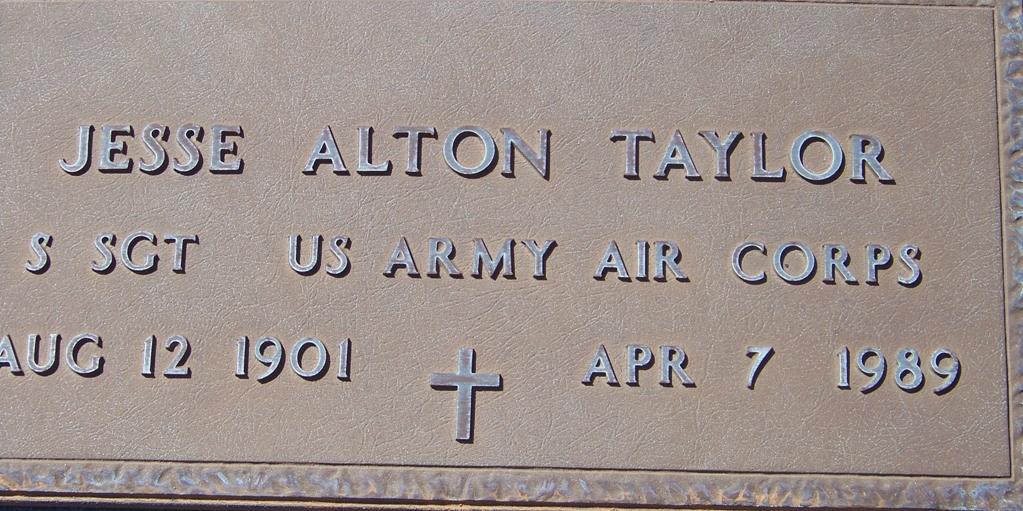 JESSE ALTON TAYLOR
S SGT US ARMY AIR CORPS
AUG 12 1901 APR 7 1989